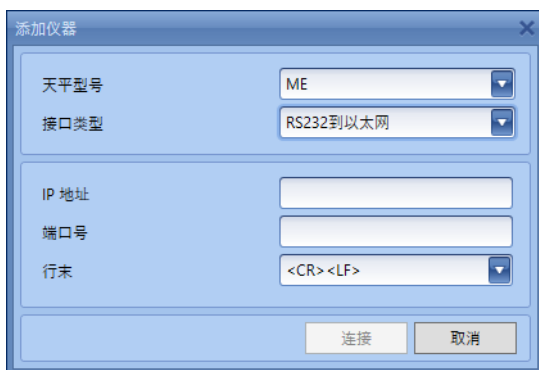 添加仪器
天平型号 ME
接口类型 RS232到以太网
IP 地址
端口号
行末 <CR><LF>
连接 取消